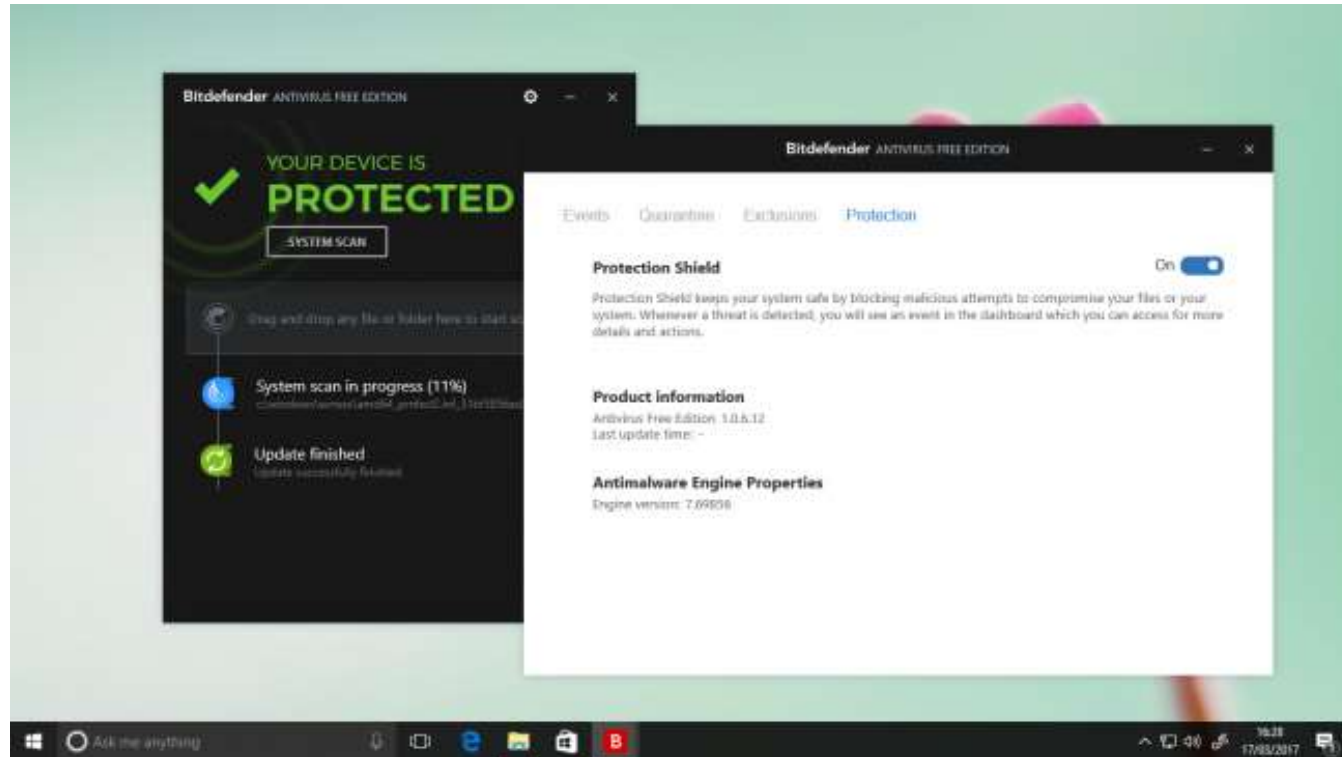 Bitdefender ANTIVIRUS FREE EDITION
YOUR DEVICE IS
PROTECTED
SYSTEM SCAN
Drag and drop any file or folder here to start
System scan in progress (11%)
Update finished
Update successfully finished
Bitdefender ANTIVIRUS FREE EDITION
Events Quarantine Exclusions Protection
Protection Shield
On
Protection Shield keeps your system safe by blocking malicious attempts to compromise your files or your
system. Whenever a threat is detected, you will see an event in the dashboard which you can access for more
details and actions.
Product information
Antivirus Free Edition 1.0.6.12
Last update time: -
Antimalware Engine Properties
Engine version: 7.69856
Ask me anything
B
16:28
17/03/2017